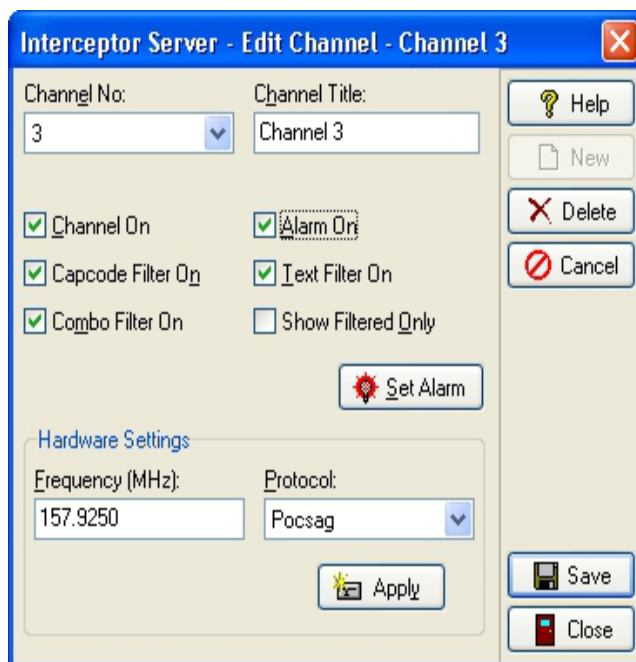 Interceptor Server - Edit Channel - Channel 3
Channel No:
Channel Title:
3
Channel 3
Help
New
Delete
Cancel
Channel On
Alarm On
Capcode Filter On
Text Filter On
Combo Filter On
Show Filtered Only
Set Alarm
Hardware Settings
Frequency (MHz):
Protocol:
157.9250
Pocsag
Apply
Save
Close